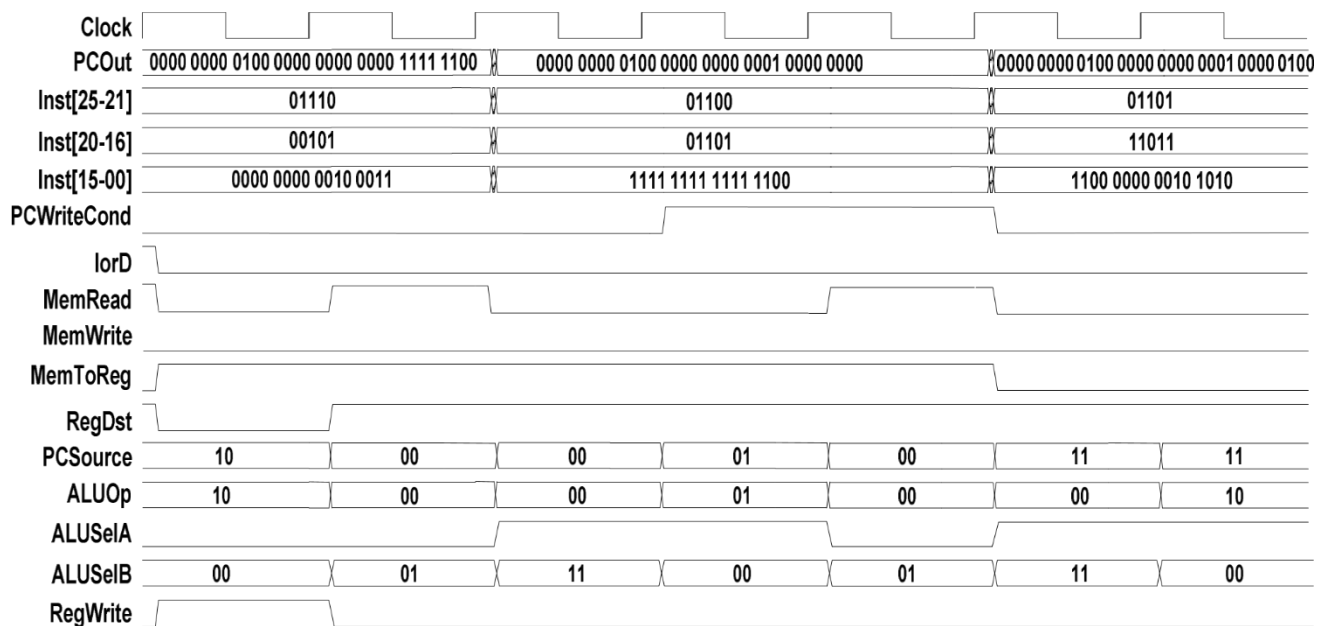 Clock
PCOut 0000 0000 0100 0000 0000 0000 1111 1100 0000 0000 0100 0000 0000 0001 0000 0000 0000 0000 0100 0000 0000 0001 0000 0100
Inst[25-21] 01110 01100 01101
Inst[20-16] 00101 01101 11011
Inst[15-00] 0000 0000 0010 0011 1111 1111 1111 1100 1100 0000 0010 1010
PCWriteCond
IorD
MemRead
MemWrite
MemToReg
RegDst
PCSource 10 00 00 01 00 11 11
ALUOp 10 00 00 01 00 00 10
ALUSelA
ALUSelB 00 01 11 00 01 11 00
RegWrite